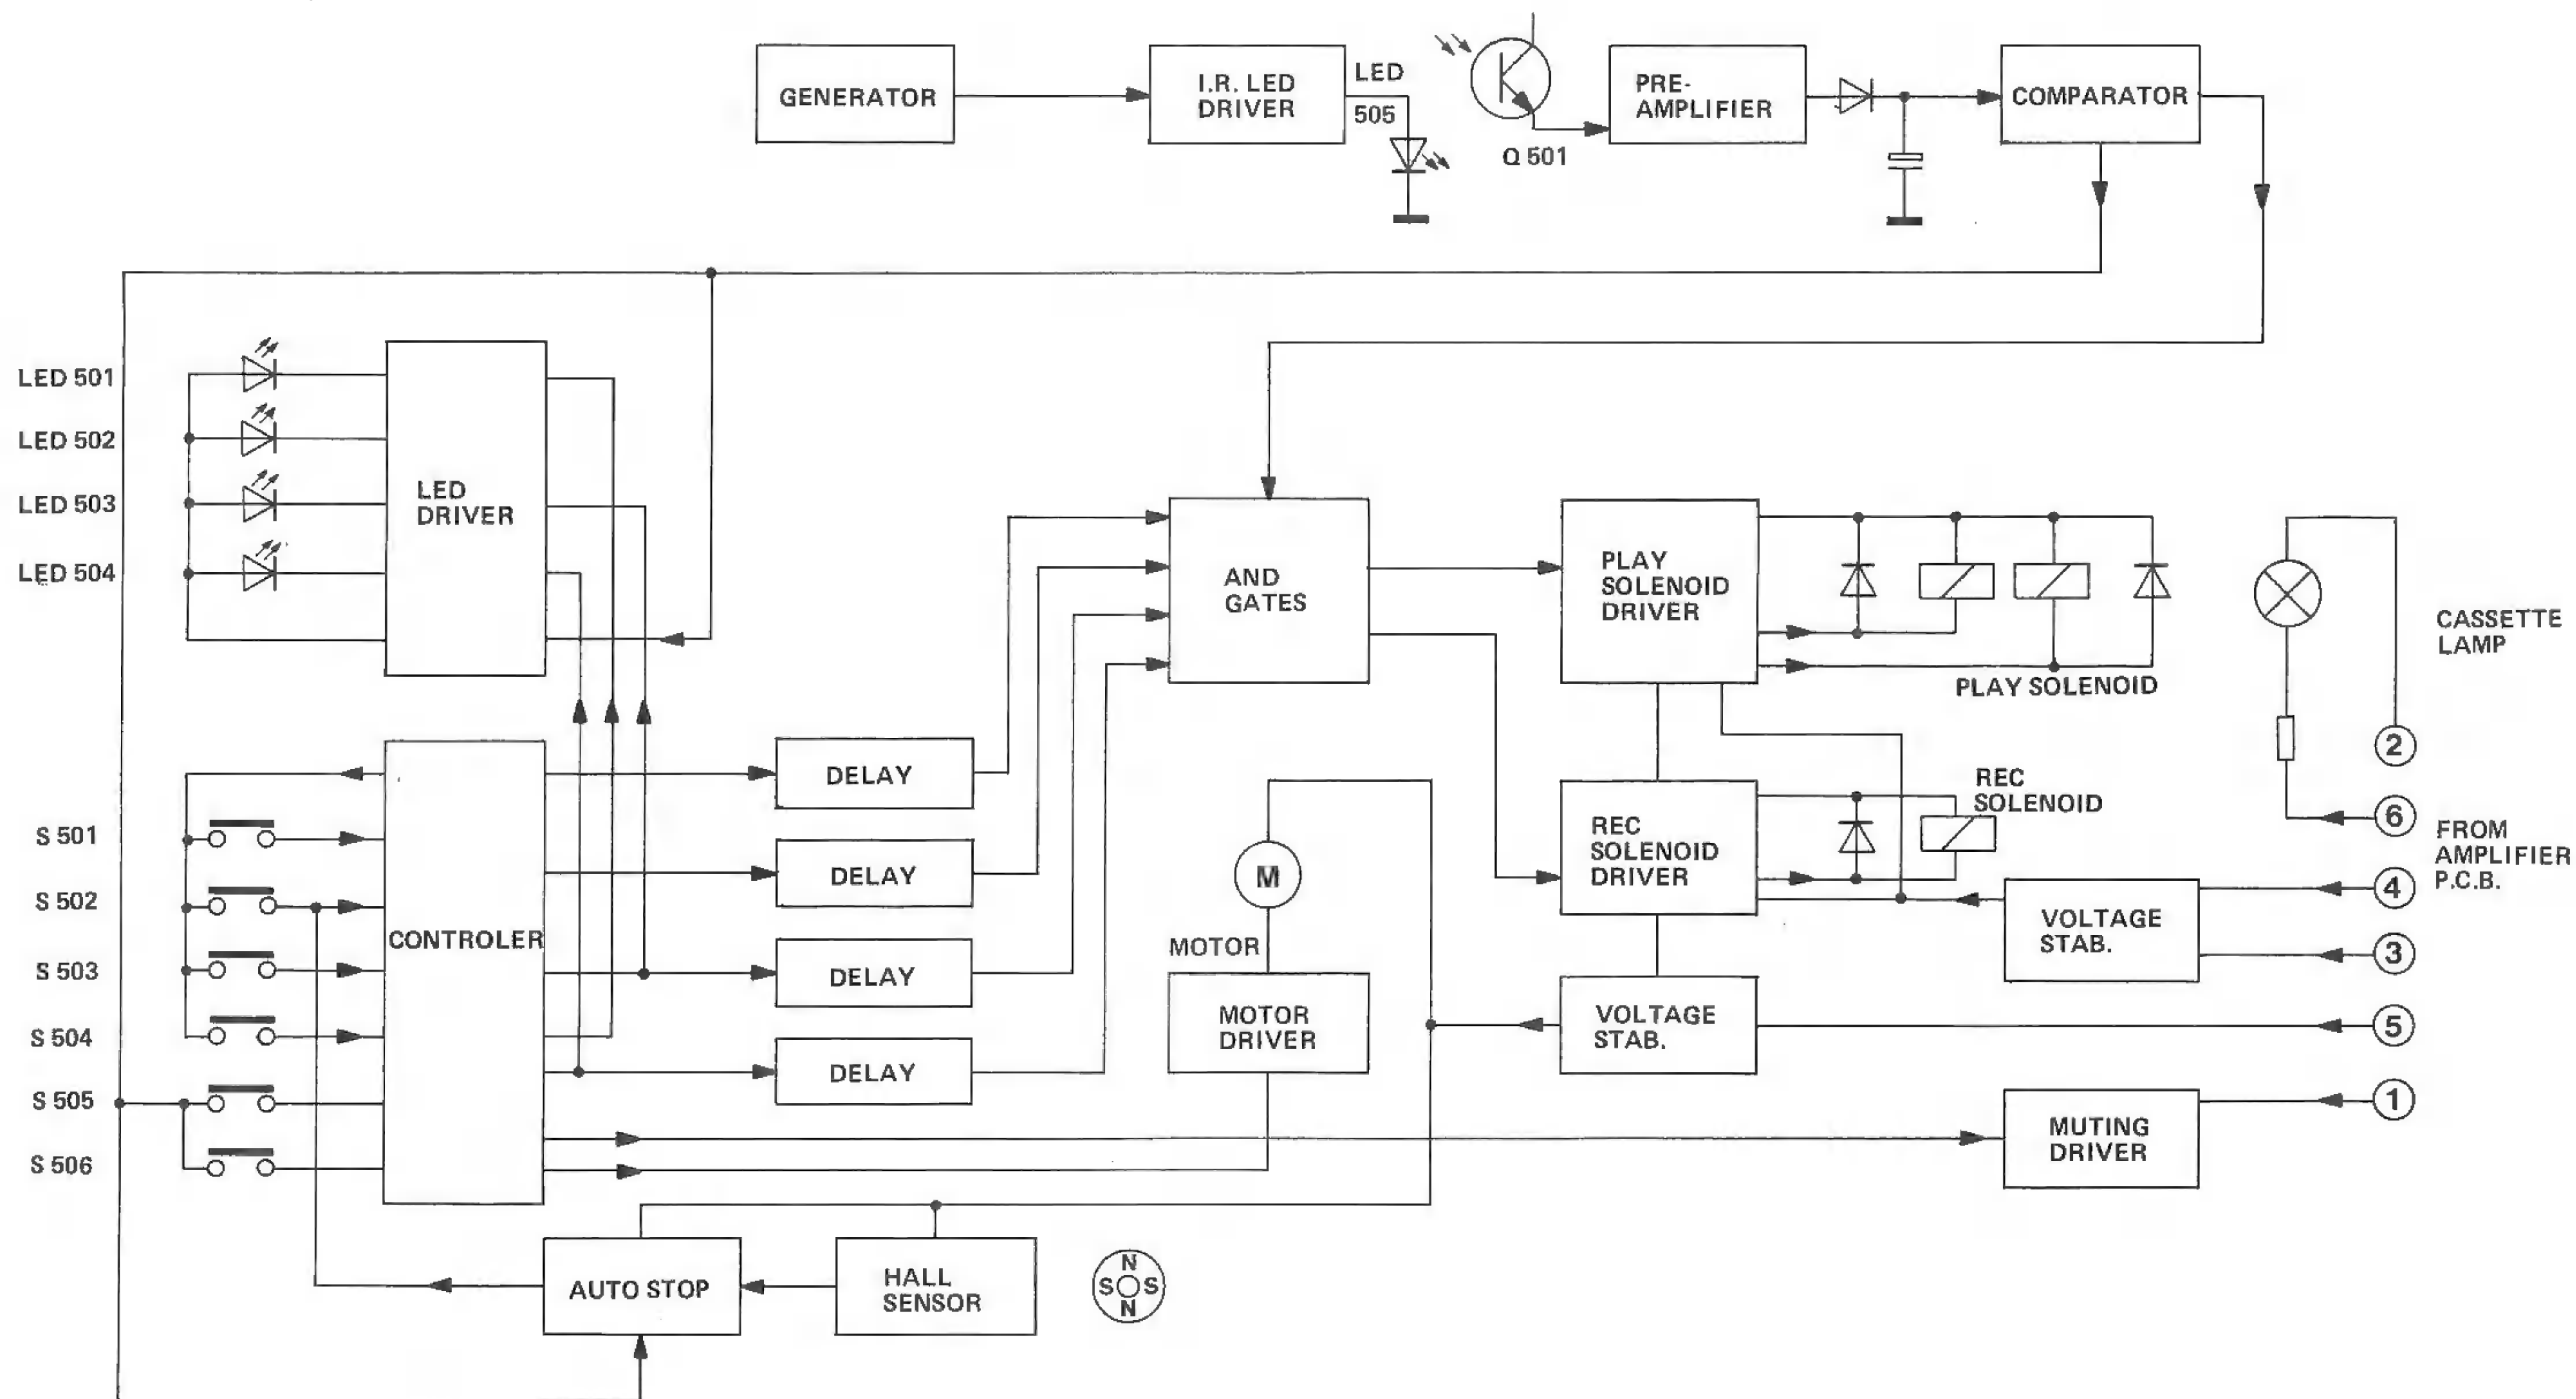 GENERATOR
I.R. LED
DRIVER
LED
505
Q 501
PRE-
AMPLIFIER
COMPARATOR
LED 501
LED 502
LED 503
LED 504
LED
DRIVER
AND
GATES
PLAY
SOLENOID
DRIVER
PLAY SOLENOID
CASSETTE
LAMP
2
6
FROM
AMPLIFIER
P.C.B.
4
3
5
1
S 501
S 502
S 503
S 504
S 505
S 506
CONTROLER
DELAY
DELAY
DELAY
DELAY
M
MOTOR
MOTOR
DRIVER
REC
SOLENOID
DRIVER
REC
SOLENOID
VOLTAGE
STAB.
VOLTAGE
STAB.
MUTING
DRIVER
AUTO STOP
HALL
SENSOR
N
S S
N